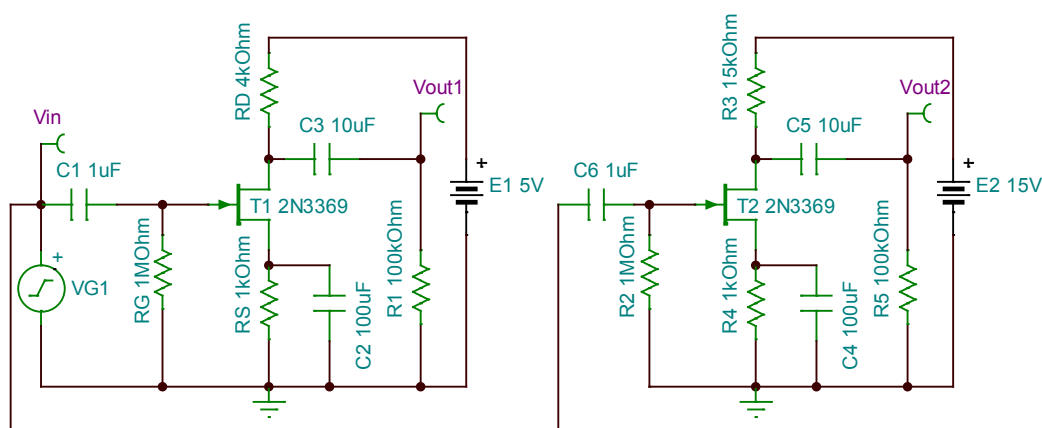 Vin
C1 1uF
+
VG1
RG 1MOhm
RD 4kOhm
C3 10uF
T1 2N3369
RS 1kOhm
C2 100uF
Vout1
R1 100kOhm
+
E1 5V
C6 1uF
R2 1MOhm
R3 15kOhm
C5 10uF
T2 2N3369
R4 1kOhm
C4 100uF
Vout2
R5 100kOhm
+
E2 15V